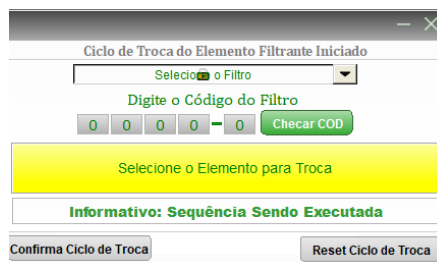 Ciclo de Troca do Elemento Filtrante Iniciado
o Filtro
Digite o Código do Filtro
0 0 0 0 - 0 Checar COD
Selecione o Elemento para Troca
Informativo: Sequência Sendo Executada
Confirma Ciclo de Troca Reset Ciclo de Troca